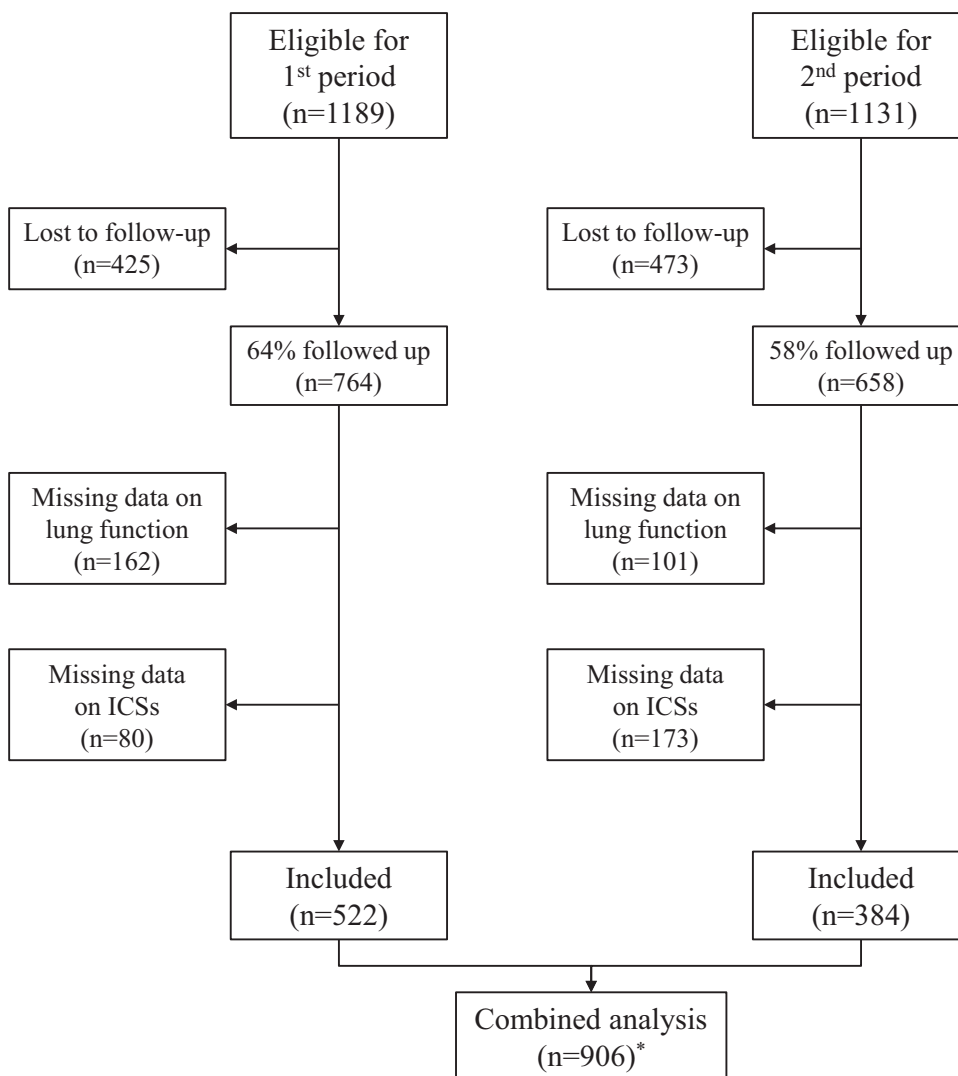 Eligible for
1st period
(n=1189)
Eligible for
2nd period
(n=1131)
Lost to follow-up
(n=425)
Lost to follow-up
(n=473)
64% followed up
(n=764)
58% followed up
(n=658)
Missing data on
lung function
(n=162)
Missing data on
lung function
(n=101)
Missing data
on ICSs
(n=80)
Missing data
on ICSs
(n=173)
Included
(n=522)
Included
(n=384)
Combined analysis
(n=906)*